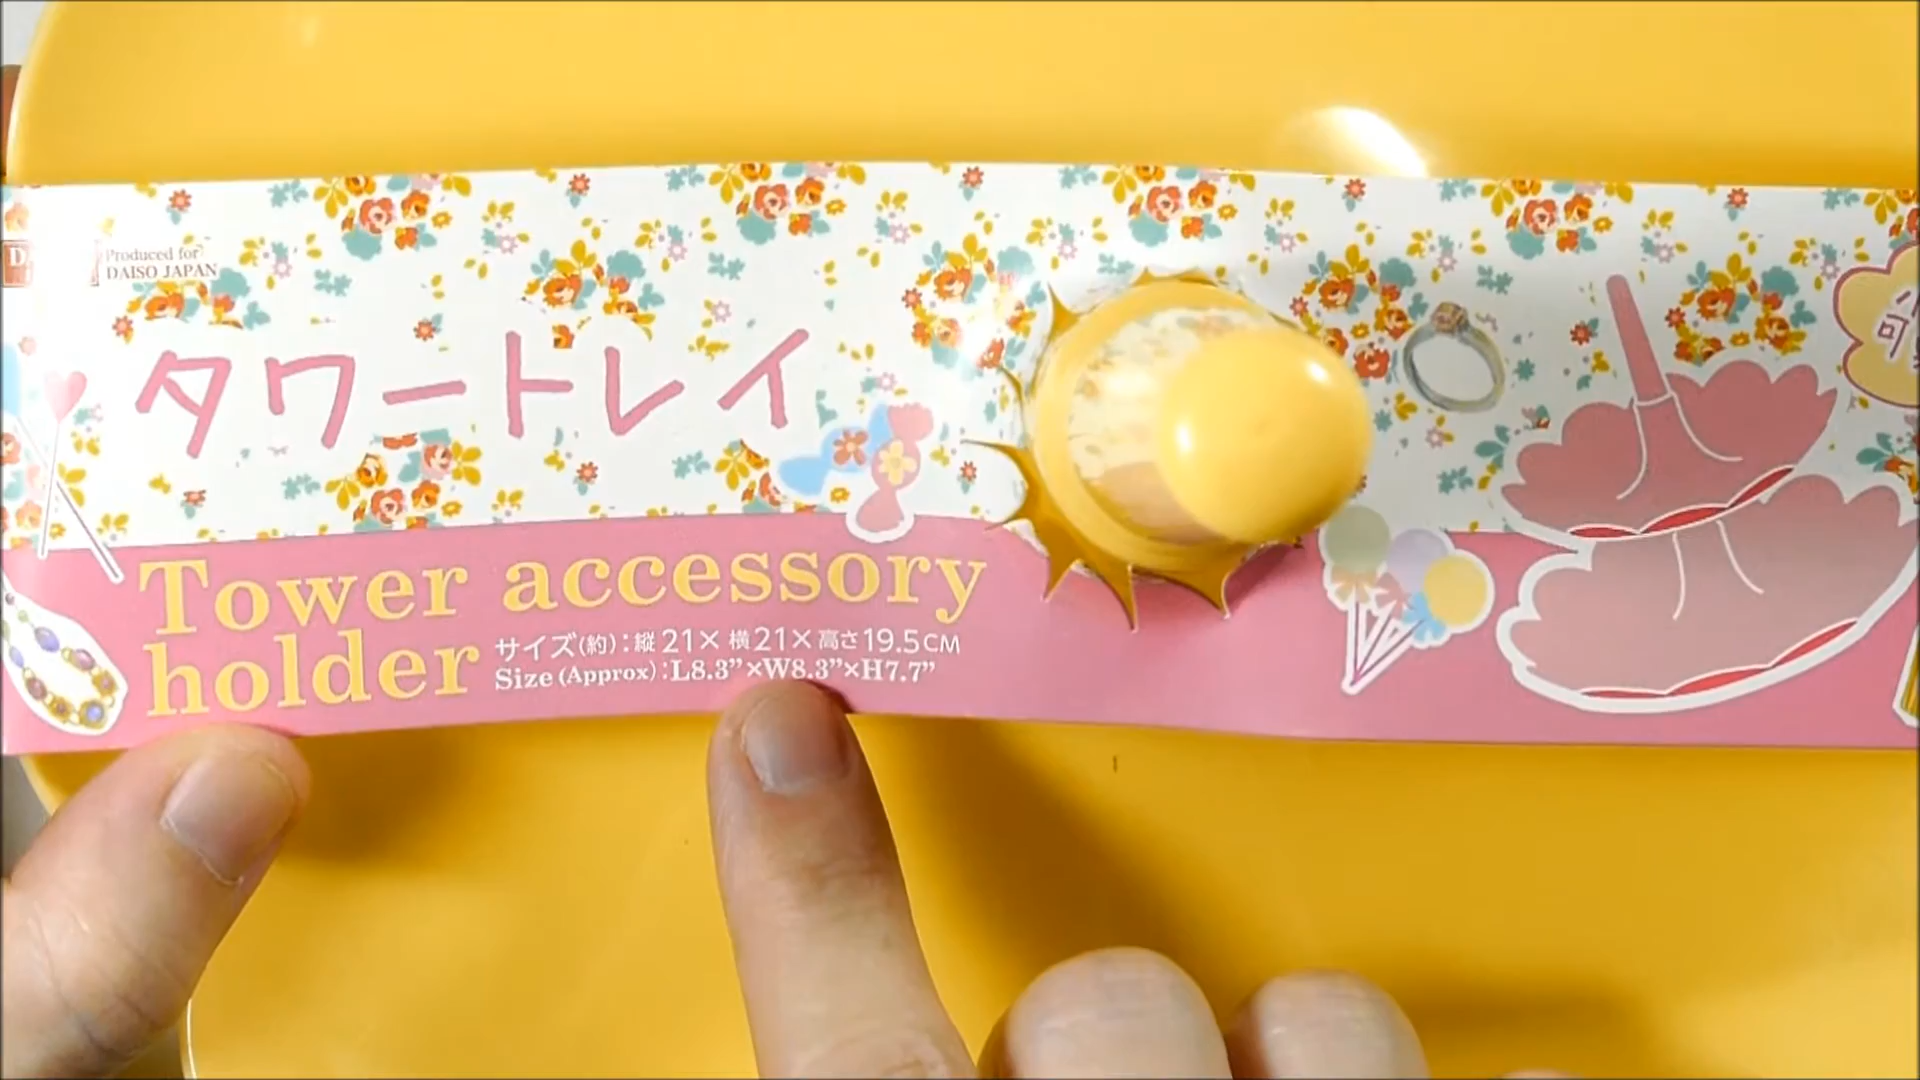 Produced for
DAISO JAPAN
タワートレイ
Tower accessory
holder
サイズ(約):縦21×横21×高さ19.5CM
Size (Approx):L8.3”×W8.3”×H7.7”